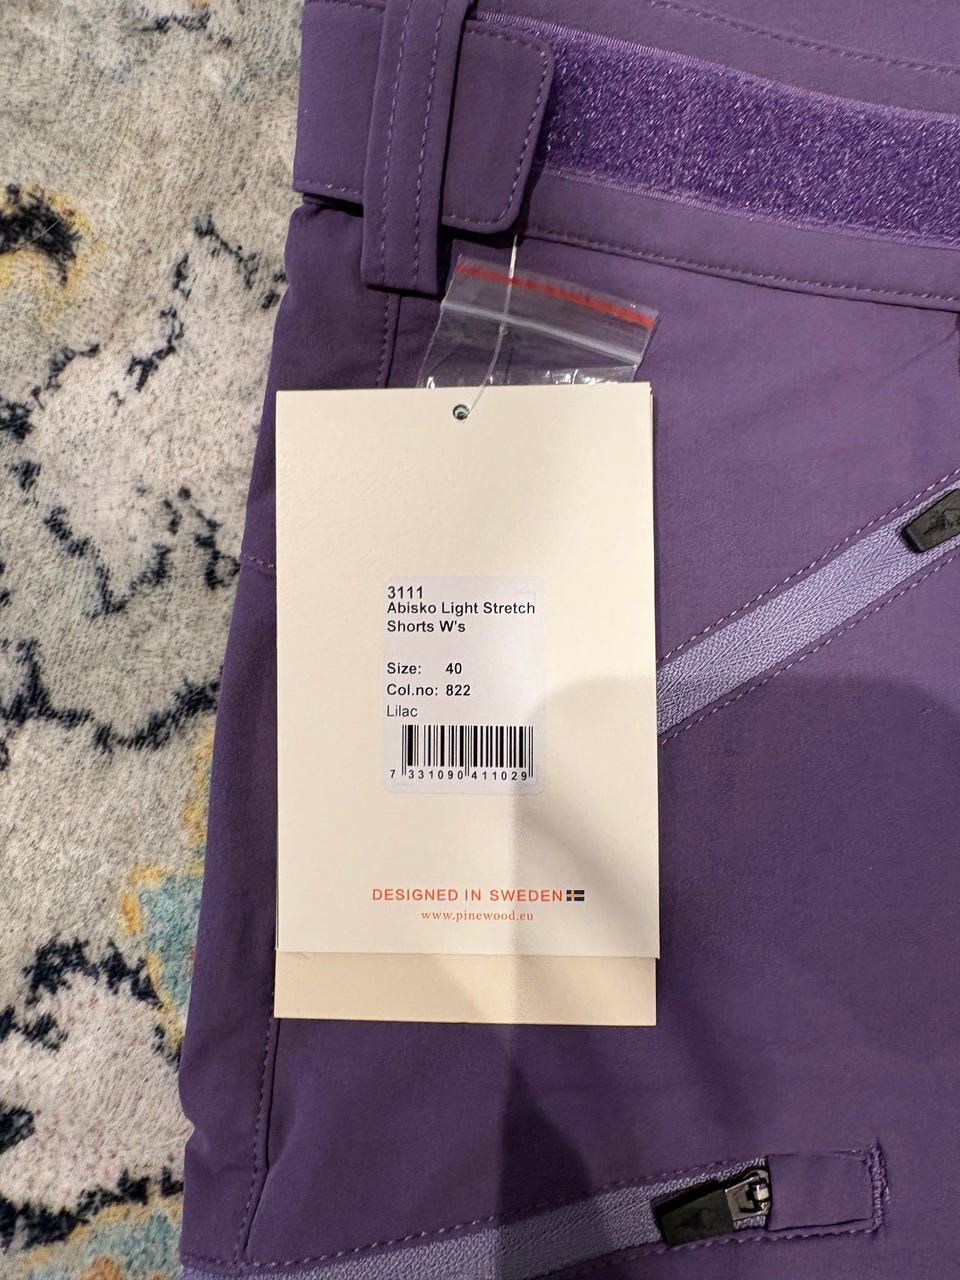 3111
Abisko Light Stretch
Shorts W's
Size: 40
Col.no: 822
Lilac
7 331090 411029
DESIGNED IN SWEDEN
www.pinewood.eu